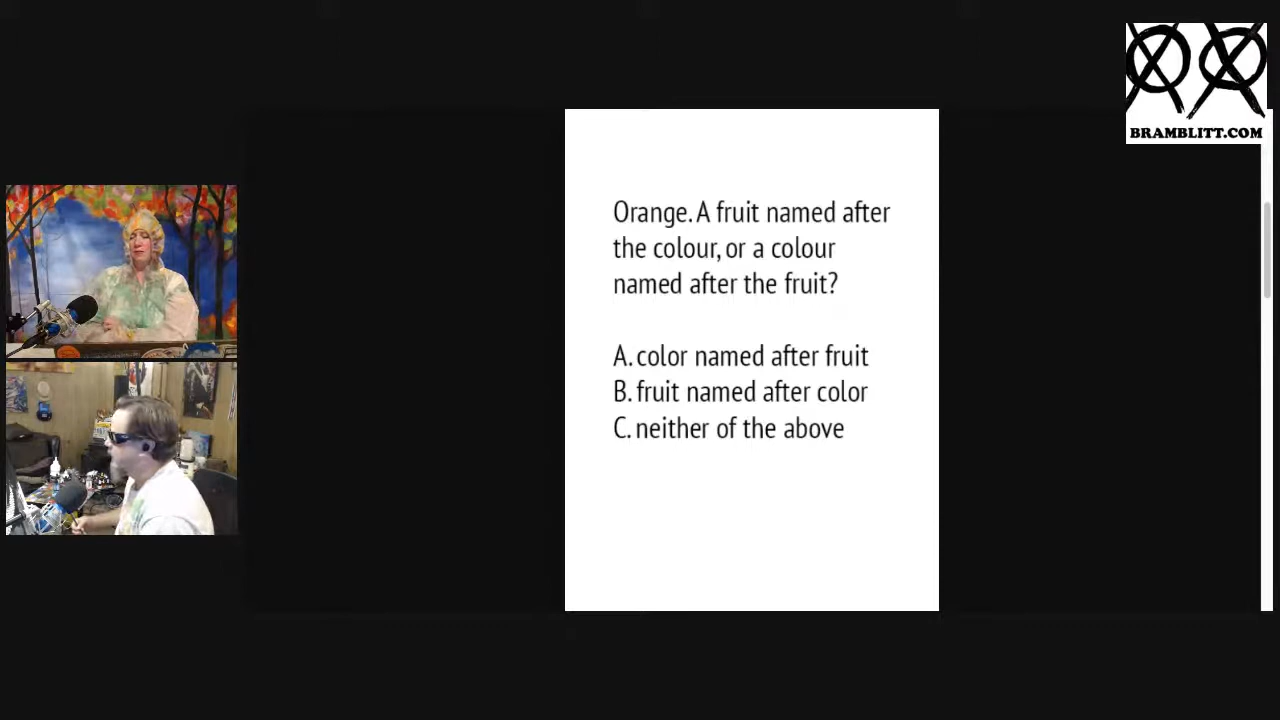 BRAMBLITT.COM
Orange. A fruit named after
the colour, or a colour
named after the fruit?
A. color named after fruit
B. fruit named after color
C. neither of the above